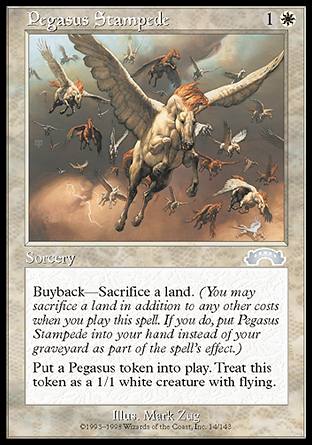 Pegasus Stampede 1
Sorcery
Buyback—Sacrifice a land. (You may
sacrifice a land in addition to any other costs
when you play this spell. If you do, put Pegasus
Stampede into your hand instead of your
graveyard as part of the spell's effect.)
Put a Pegasus token into play. Treat this
token as a 1/1 white creature with flying.
Illus. Mark Zug
©1993–1998 Wizards of the Coast, Inc. 14/143